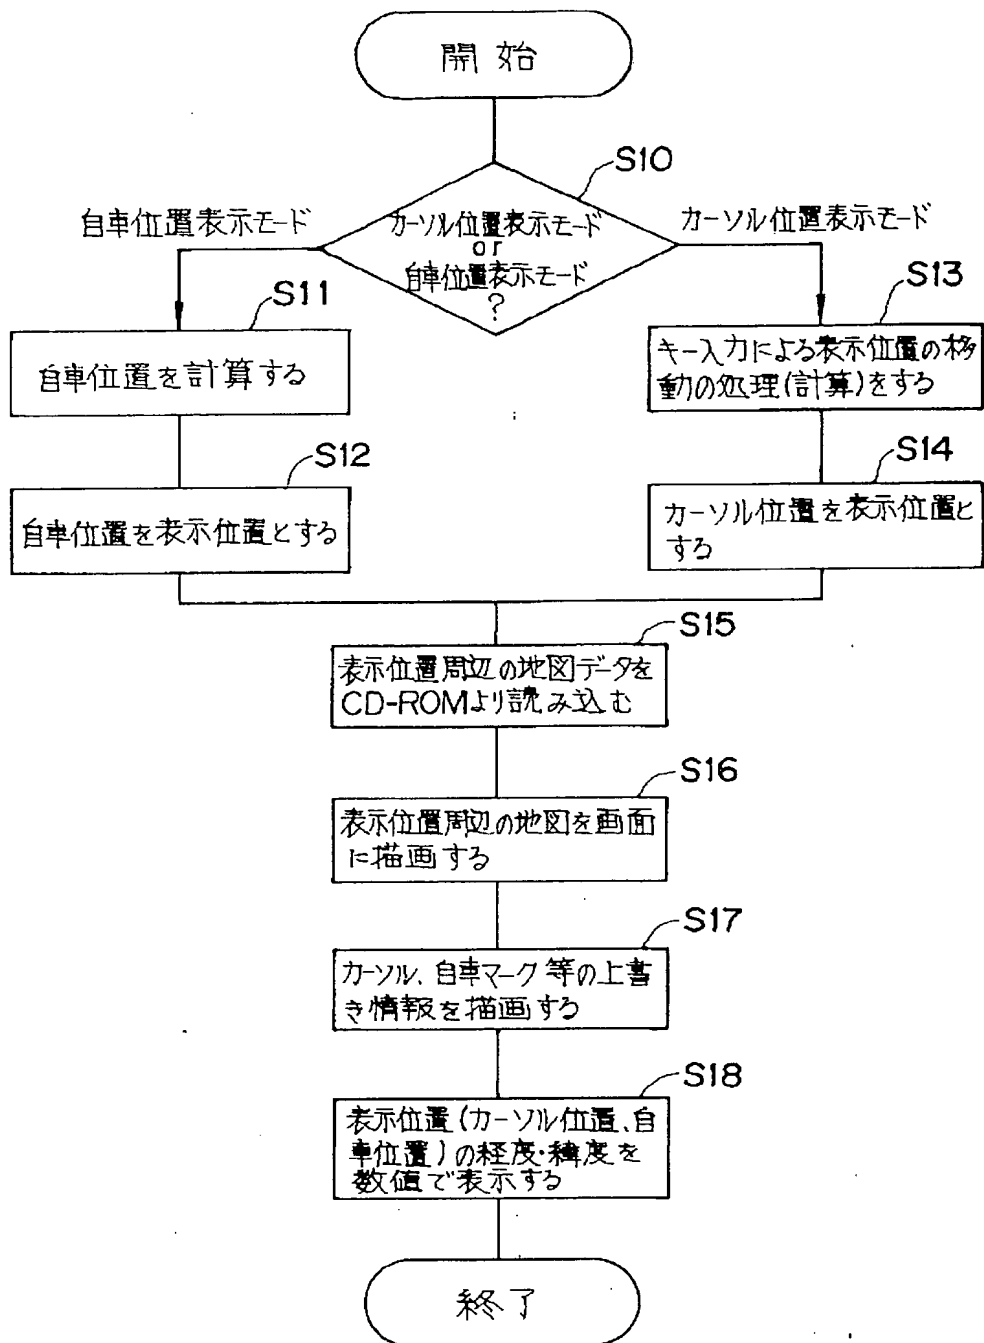 開始
S10
自車位置表示モード
カーソル位置表示モード
or
自車位置表示モード
?
カーソル位置表示モード
S11
自車位置を計算する
S13
キー入力による表示位置の移
動の処理(計算)をする
S12
自車位置を表示位置とする
S14
カーソル位置を表示位置と
する
S15
表示位置周辺の地図データを
CD-ROMより読み込む
S16
表示位置周辺の地図を画面
に描画する
S17
カーソル、自車マーク等の上書
き情報を描画する
S18
表示位置(カーソル位置、自
車位置)の経度・緯度を
数値で表示する
終了